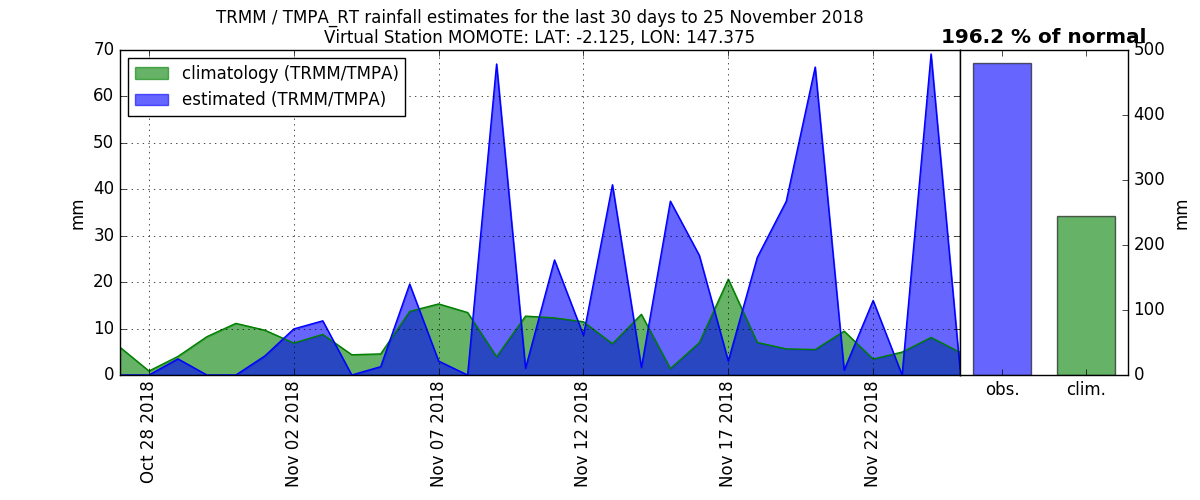 TRMM / TMPA_RT rainfall estimates for the last 30 days to 25 November 2018
Virtual Station MOMOTE: LAT: -2.125, LON: 147.375
196.2 % of normal
climatology (TRMM/TMPA)
estimated (TRMM/TMPA)
70
60
50
40
30
20
10
0
mm
Oct 28 2018
Nov 02 2018
Nov 07 2018
Nov 12 2018
Nov 17 2018
Nov 22 2018
500
400
300
200
100
0
mm
obs.
clim.